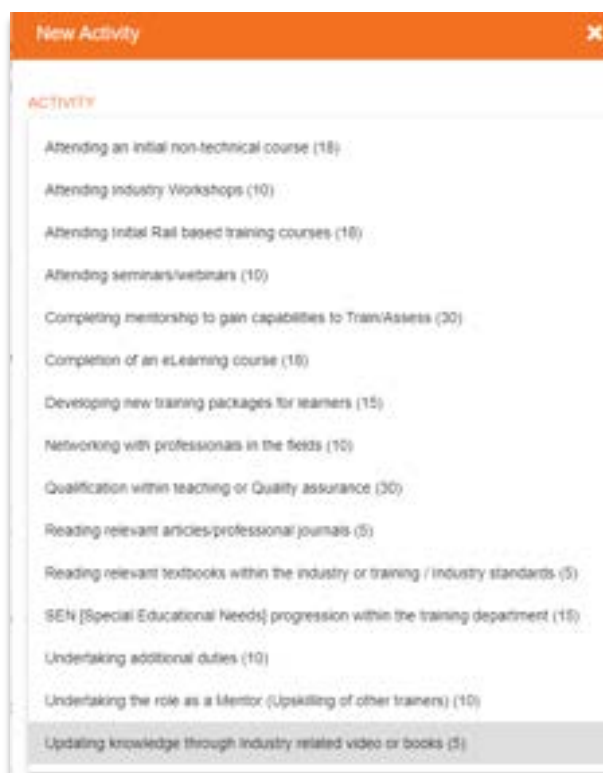 New Activity
ACTIVITY
Attending an initial non-technical course (18)
Attending Industry Workshops (10)
Attending Initial Rail based training courses (18)
Attending seminars/webinars (10)
Completing mentorship to gain capabilities to Train/Assess (30)
Completion of an eLearning course (18)
Developing new training packages for learners (15)
Networking with professionals in the fields (10)
Qualification within teaching or Quality assurance (30)
Reading relevant articles/professional journals (5)
Reading relevant textbooks within the industry or training / Industry standards (5)
SEN [Special Educational Needs] progression within the training department (15)
Undertaking additional duties (10)
Undertaking the role as a Mentor (Upskilling of other trainers) (10)
Updating knowledge through Industry related video or books (5)